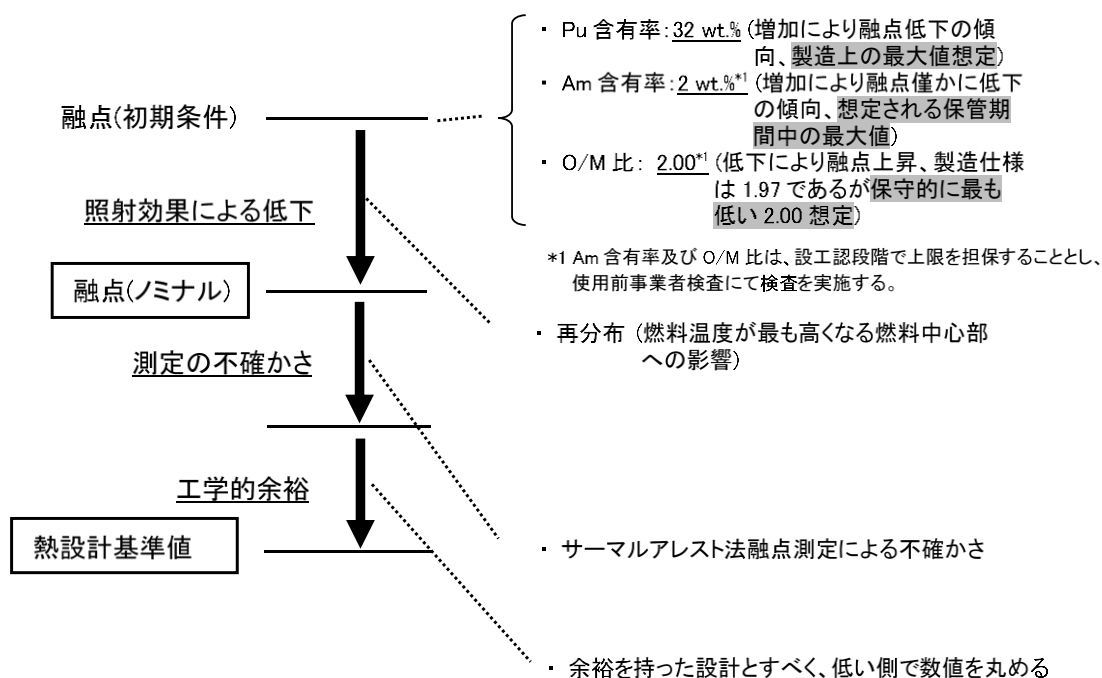 ・ Pu 含有率：32 wt.% (増加により融点低下の傾
向、製造上の最大値想定)
・ Am 含有率：2 wt.%*1 (増加により融点僅かに低下
の傾向、想定される保管期
間中の最大値)
・ O/M 比： 2.00*1 (低下により融点上昇、製造仕様
は 1.97 であるが保守的に最も
低い 2.00 想定)
*1 Am 含有率及び O/M 比は、設工認段階で上限を担保することとし、
使用前事業者検査にて検査を実施する。
融点(初期条件)
照射効果による低下
融点(ノミナル)
・ 再分布 (燃料温度が最も高くなる燃料中心部
への影響)
測定の不確かさ
工学的余裕
熱設計基準値
・ サーマルアレスト法融点測定による不確かさ
・ 余裕を持った設計とすべく、低い側で数値を丸める